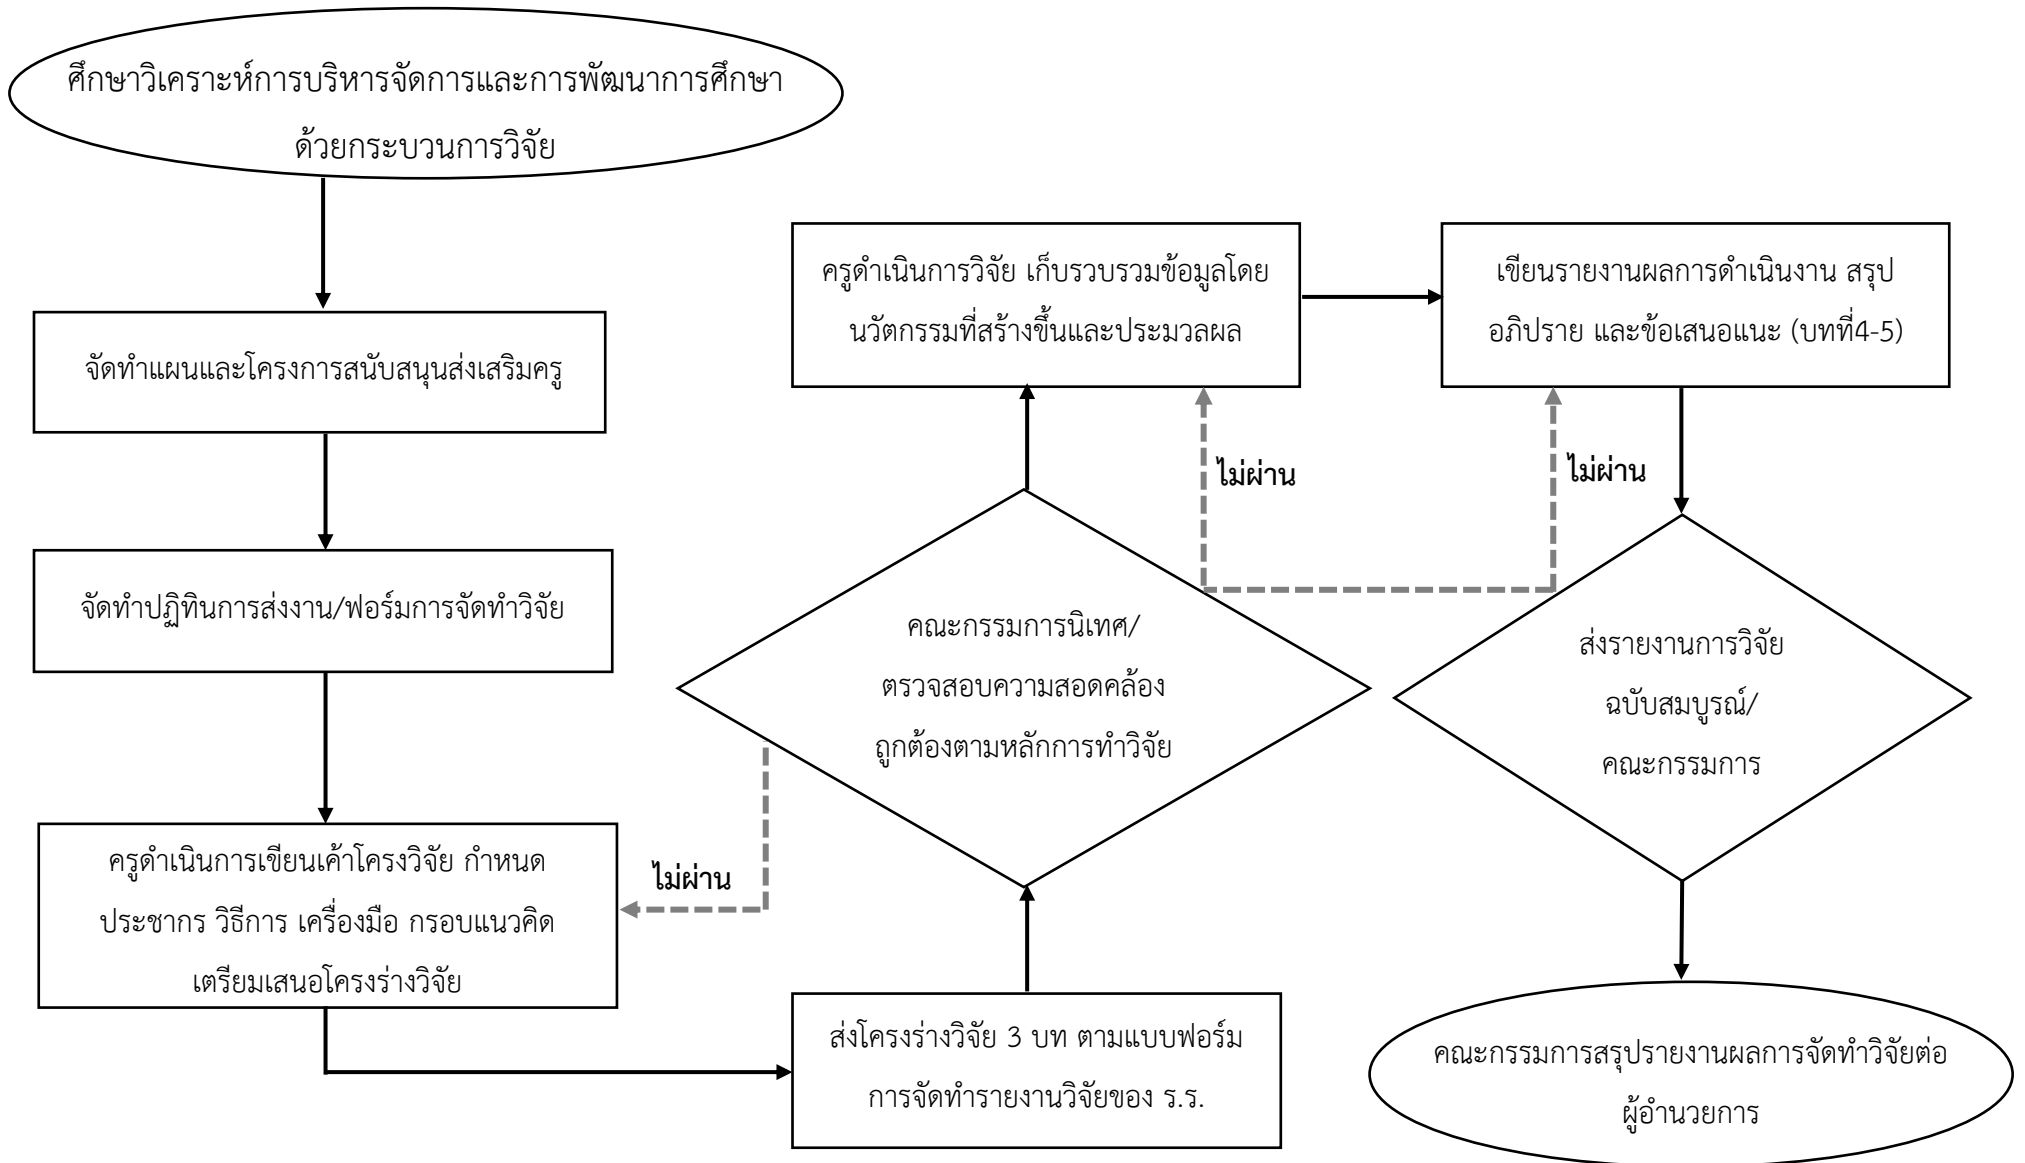 ศึกษาวิเคราะห์การบริหารจัดการและการพัฒนาการศึกษา
ด้วยกระบวนการวิจัย
จัดทำแผนและโครงการสนับสนุนส่งเสริมครู
จัดทำปฏิทินการส่งงาน/ฟอร์มการจัดทำวิจัย
ครูดำเนินการเขียนเค้าโครงวิจัย กำหนด
ประชากร วิธีการ เครื่องมือ กรอบแนวคิด
เตรียมเสนอโครงร่างวิจัย
ส่งโครงร่างวิจัย 3 บท ตามแบบฟอร์ม
การจัดทำรายงานวิจัยของ ร.ร.
คณะกรรมการนิเทศ/
ตรวจสอบความสอดคล้อง
ถูกต้องตามหลักการทำวิจัย
ไม่ผ่าน
ครูดำเนินการวิจัย เก็บรวบรวมข้อมูลโดย
นวัตกรรมที่สร้างขึ้นและประมวลผล
ไม่ผ่าน
เขียนรายงานผลการดำเนินงาน สรุป
อภิปราย และข้อเสนอแนะ (บทที่4-5)
ไม่ผ่าน
ส่งรายงานการวิจัย
ฉบับสมบูรณ์/
คณะกรรมการ
คณะกรรมการสรุปรายงานผลการจัดทำวิจัยต่อ
ผู้อำนวยการ